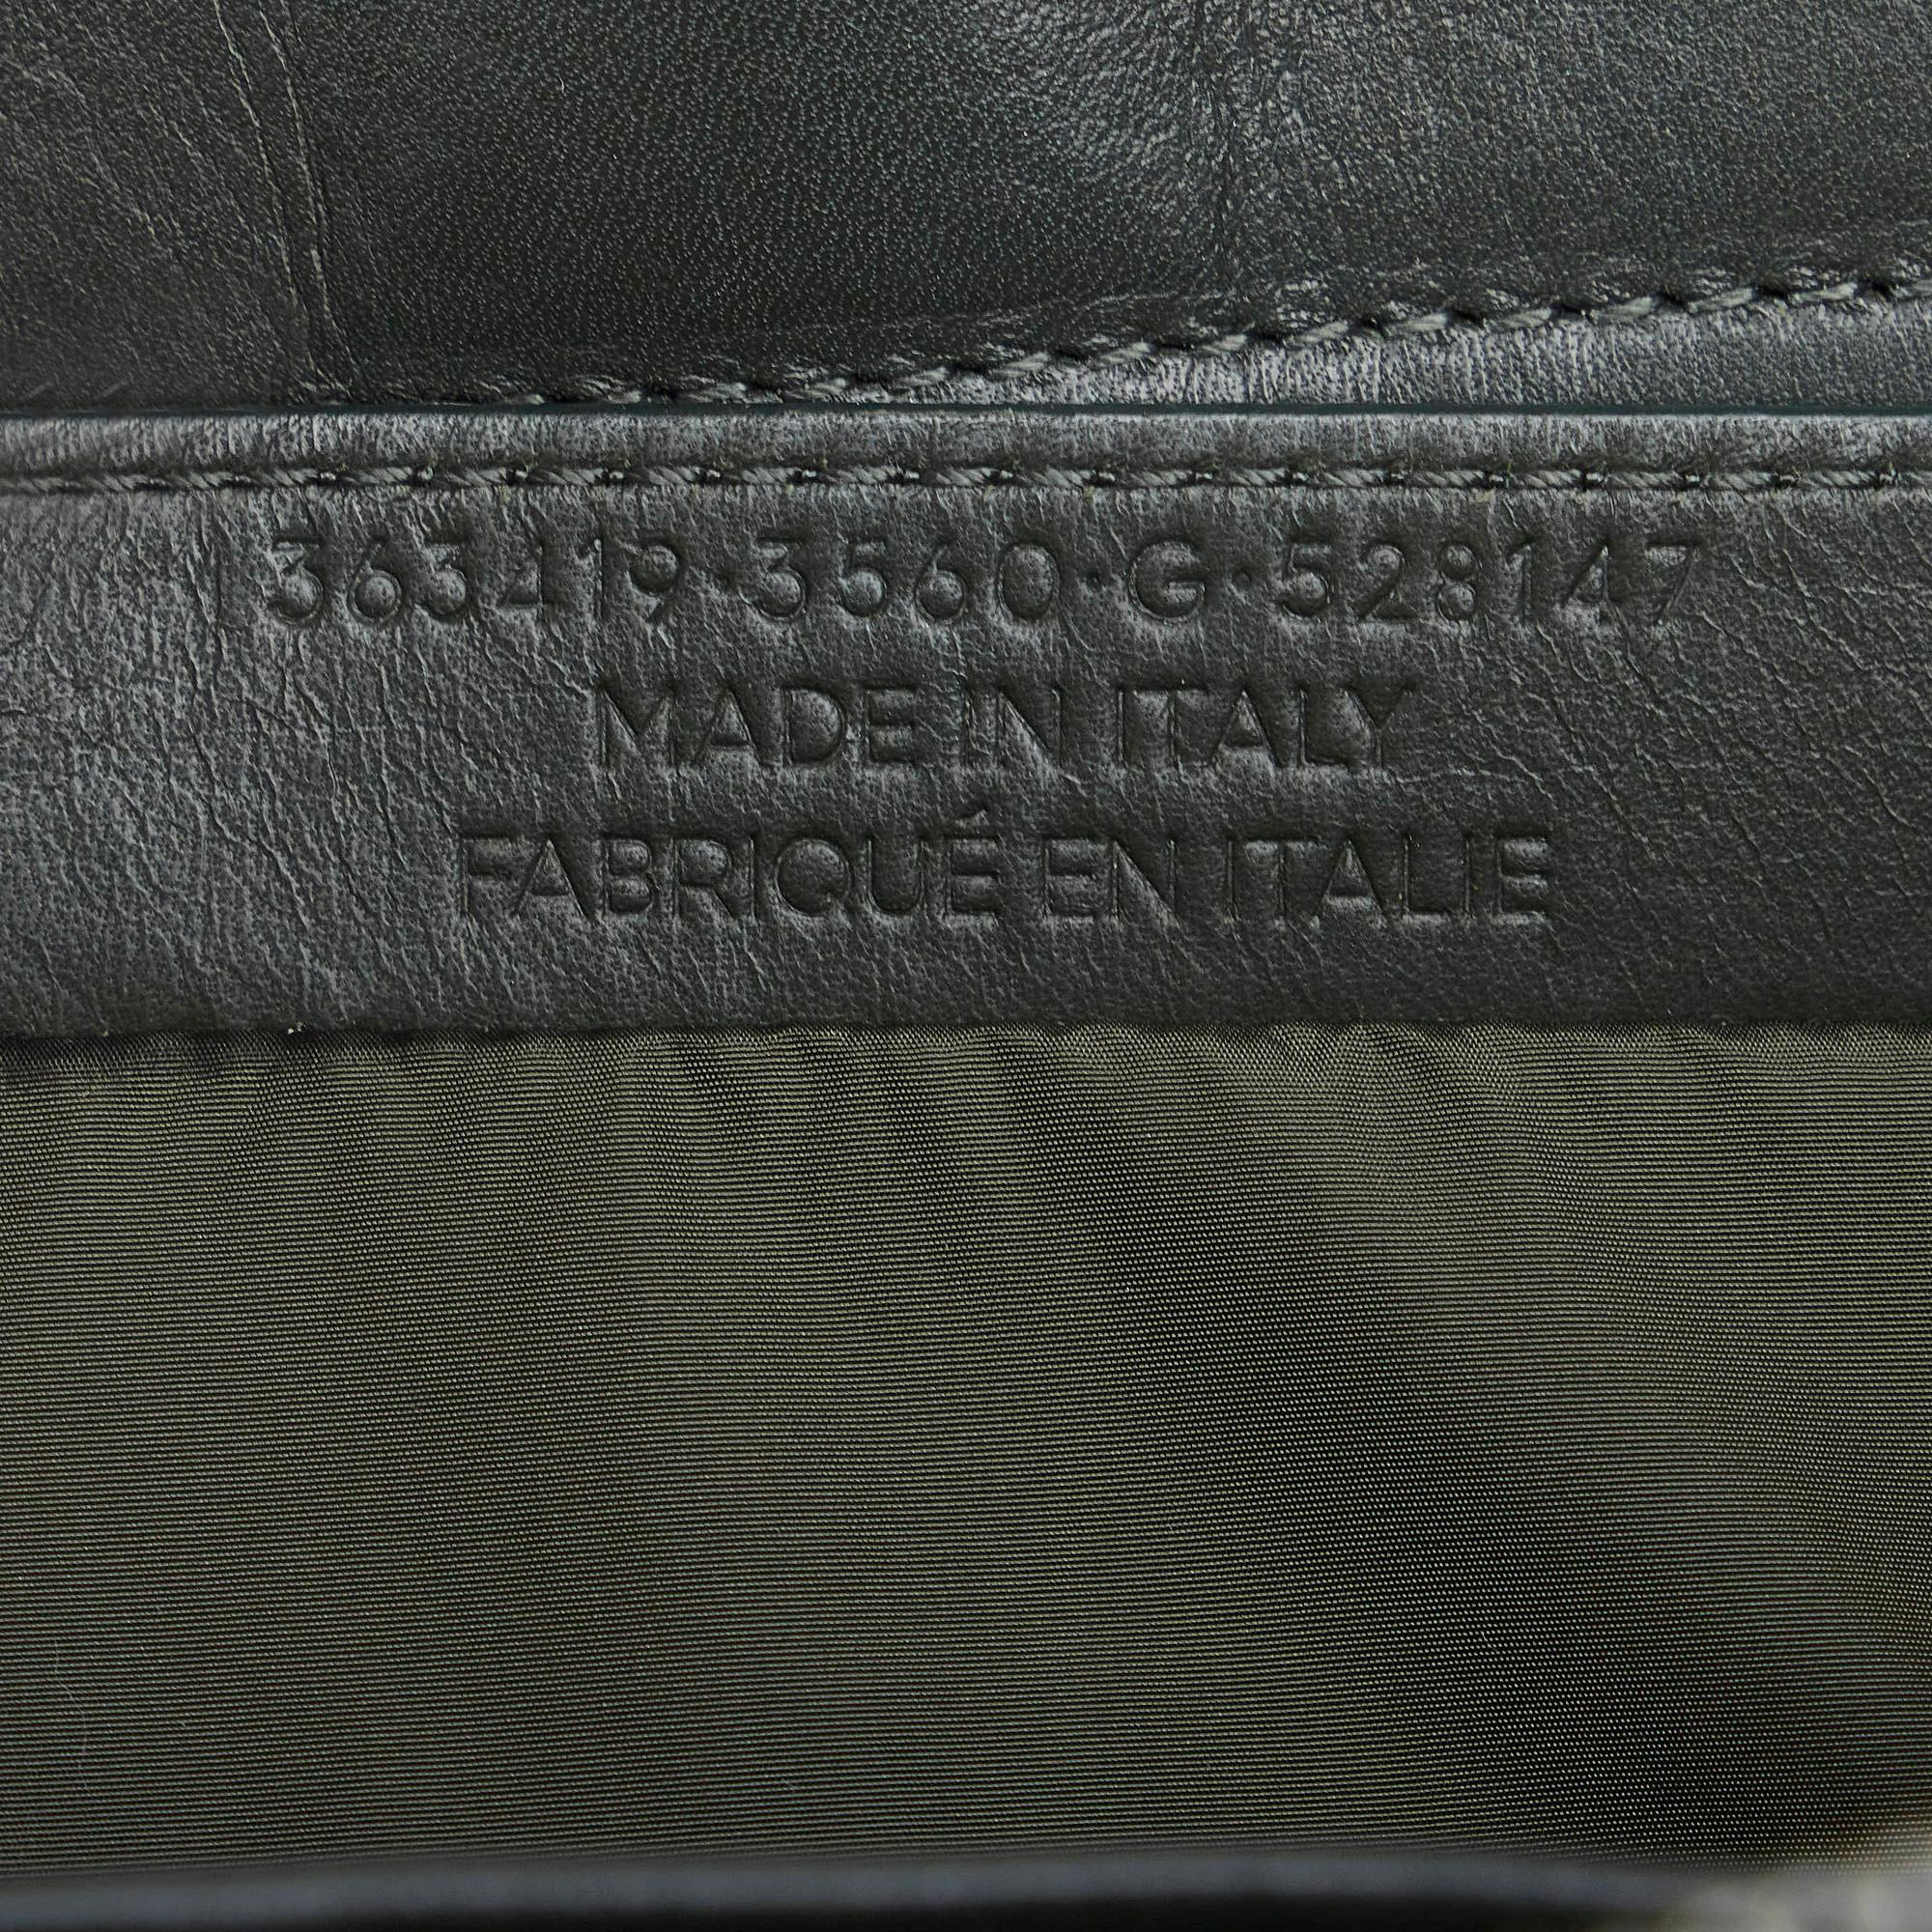 363419·3560·G·528147
MADE IN ITALY
FABRIQUÉ EN ITALIE